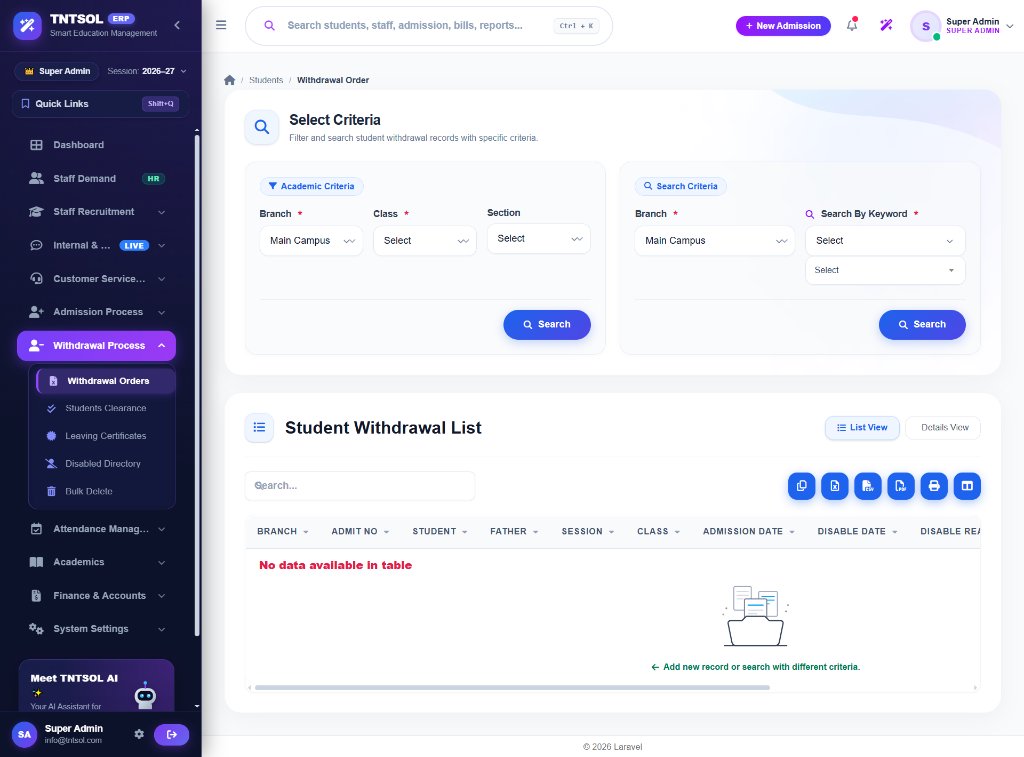 TNTSOL ERP
Smart Education Management
Super Admin
Session: 2026–27
Quick Links
Shift+Q
Dashboard
Staff Demand
HR
Staff Recruitment
Internal & ...
LIVE
Customer Service...
Admission Process
Withdrawal Process
Withdrawal Orders
Students Clearance
Leaving Certificates
Disabled Directory
Bulk Delete
Attendance Manag...
Academics
Finance & Accounts
System Settings
Meet TNTSOL AI
Your AI Assistant for
SA
Super Admin
info@tntsol.com
Search students, staff, admission, bills, reports...
Ctrl + K
+ New Admission
S
Super Admin
SUPER ADMIN
/ Students / Withdrawal Order
Select Criteria
Filter and search student withdrawal records with specific criteria.
Academic Criteria
Branch *
Class *
Section
Main Campus
Select
Select
Search
Search Criteria
Branch *
Search By Keyword *
Main Campus
Select
Select
Search
Student Withdrawal List
List View
Details View
Search...
CSV
PDF
BRANCH
ADMIT NO
STUDENT
FATHER
SESSION
CLASS
ADMISSION DATE
DISABLE DATE
DISABLE REA
No data available in table
← Add new record or search with different criteria.
© 2026 Laravel